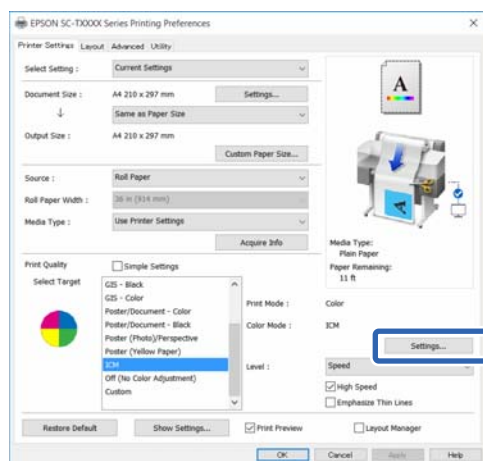 EPSON SC-TXXXX Series Printing Preferences
Printer Settings Layout Advanced Utility
Select Setting : Current Settings
Document Size : A4 210 x 297 mm Settings...
Same as Paper Size
Output Size : A4 210 x 297 mm
Custom Paper Size...
Source : Roll Paper
Roll Paper Width : 36 in (914 mm)
Media Type : Use Printer Settings
Acquire Info
A
A
Media Type:
Plain Paper
Paper Remaining:
11 ft
Print Quality Simple Settings
Select Target
GIS - Black
GIS - Color
Poster/Document - Color
Poster/Document - Black
Poster (Photo)/Perspective
Poster (Yellow Paper)
ICM
Off (No Color Adjustment)
Custom
Print Mode : Color
Color Mode : ICM
Settings...
Level : Speed
High Speed
Emphasize Thin Lines
Restore Default Show Settings... Print Preview Layout Manager
OK Cancel Apply Help